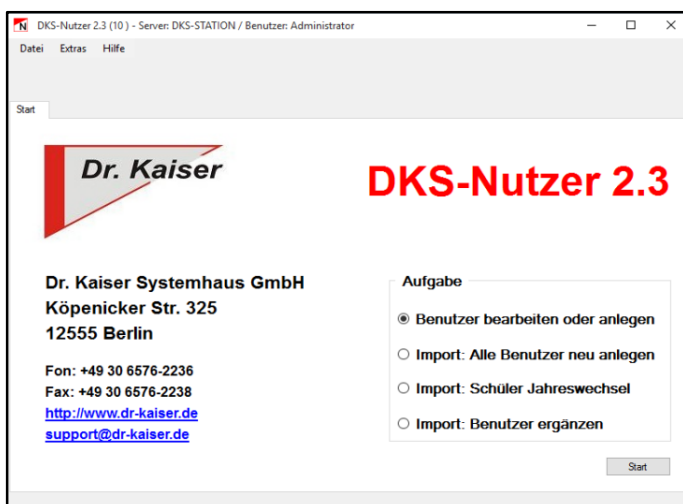 DKS-Nutzer 2.3 (10 ) - Server: DKS-STATION / Benutzer: Administrator
Datei Extras Hilfe
Start
Dr. Kaiser
DKS-Nutzer 2.3
Dr. Kaiser Systemhaus GmbH
Köpenicker Str. 325
12555 Berlin
Fon: +49 30 6576-2236
Fax: +49 30 6576-2238
http://www.dr-kaiser.de
support@dr-kaiser.de
Aufgabe
Benutzer bearbeiten oder anlegen
Import: Alle Benutzer neu anlegen
Import: Schüler Jahreswechsel
Import: Benutzer ergänzen
Start